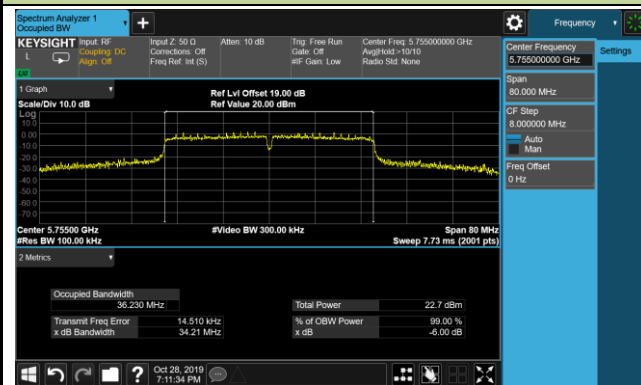 Spectrum Analyzer 1
Occupied BW
Frequency
KEYSIGHT
L
Input: RF
Coupling: DC
Align: Off
Input Z: 50 Ω
Corrections: Off
Freq Ref: Int (S)
Atten: 10 dB
Trig: Free Run
Gate: Off
#IF Gain: Low
Center Freq: 5.755000000 GHz
Avg|Hold:>10/10
Radio Std: None
Center Frequency
5.755000000 GHz
Settings
Span
80.000 MHz
CF Step
8.000000 MHz
Auto
Man
Freq Offset
0 Hz
1 Graph
Scale/Div 10.0 dB
Ref Lvl Offset 19.00 dB
Ref Value 20.00 dBm
Log
10.0
0.00
-10.0
-20.0
-30.0
-40.0
-50.0
-60.0
-70.0
Center 5.75500 GHz
#Video BW 300.00 kHz
Span 80 MHz
#Res BW 100.00 kHz
Sweep 7.73 ms (2001 pts)
2 Metrics
Occupied Bandwidth
36.230 MHz
Total Power 22.7 dBm
Transmit Freq Error 14.510 kHz
% of OBW Power 99.00 %
x dB Bandwidth 34.21 MHz
x dB -6.00 dB
?
Oct 28, 2019
7:11:34 PM